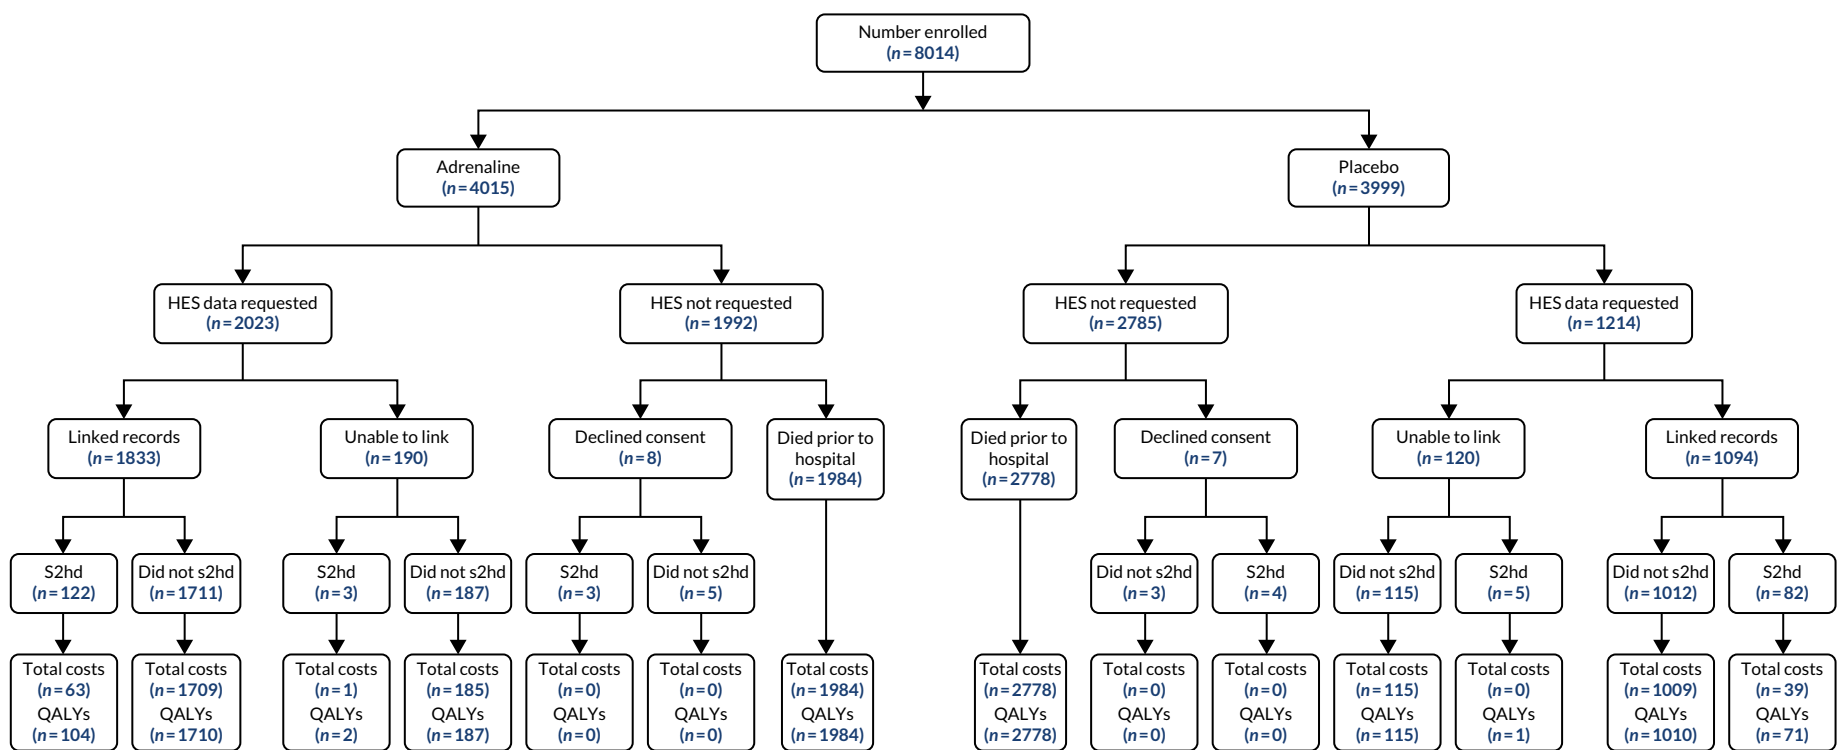 Number enrolled
(n=8014)
Adrenaline
(n=4015)
Placebo
(n=3999)
HES data requested
(n=2023)
HES not requested
(n=1992)
HES not requested
(n=2785)
HES data requested
(n=1214)
Linked records
(n=1833)
Unable to link
(n=190)
Declined consent
(n=8)
Died prior to
hospital
(n=1984)
Died prior to
hospital
(n=2778)
Declined consent
(n=7)
Unable to link
(n=120)
Linked records
(n=1094)
S2hd
(n=122)
Did not s2hd
(n=1711)
S2hd
(n=3)
Did not s2hd
(n=187)
S2hd
(n=3)
Did not s2hd
(n=5)
Did not s2hd
(n=3)
S2hd
(n=4)
Did not s2hd
(n=115)
S2hd
(n=5)
Did not s2hd
(n=1012)
S2hd
(n=82)
Total costs
(n=63)
QALYs
(n=104)
Total costs
(n=1709)
QALYs
(n=1710)
Total costs
(n=1)
QALYs
(n=2)
Total costs
(n=185)
QALYs
(n=187)
Total costs
(n=0)
QALYs
(n=0)
Total costs
(n=0)
QALYs
(n=0)
Total costs
(n=1984)
QALYs
(n=1984)
Total costs
(n=2778)
QALYs
(n=2778)
Total costs
(n=0)
QALYs
(n=0)
Total costs
(n=0)
QALYs
(n=0)
Total costs
(n=115)
QALYs
(n=115)
Total costs
(n=0)
QALYs
(n=1)
Total costs
(n=1009)
QALYs
(n=1010)
Total costs
(n=39)
QALYs
(n=71)